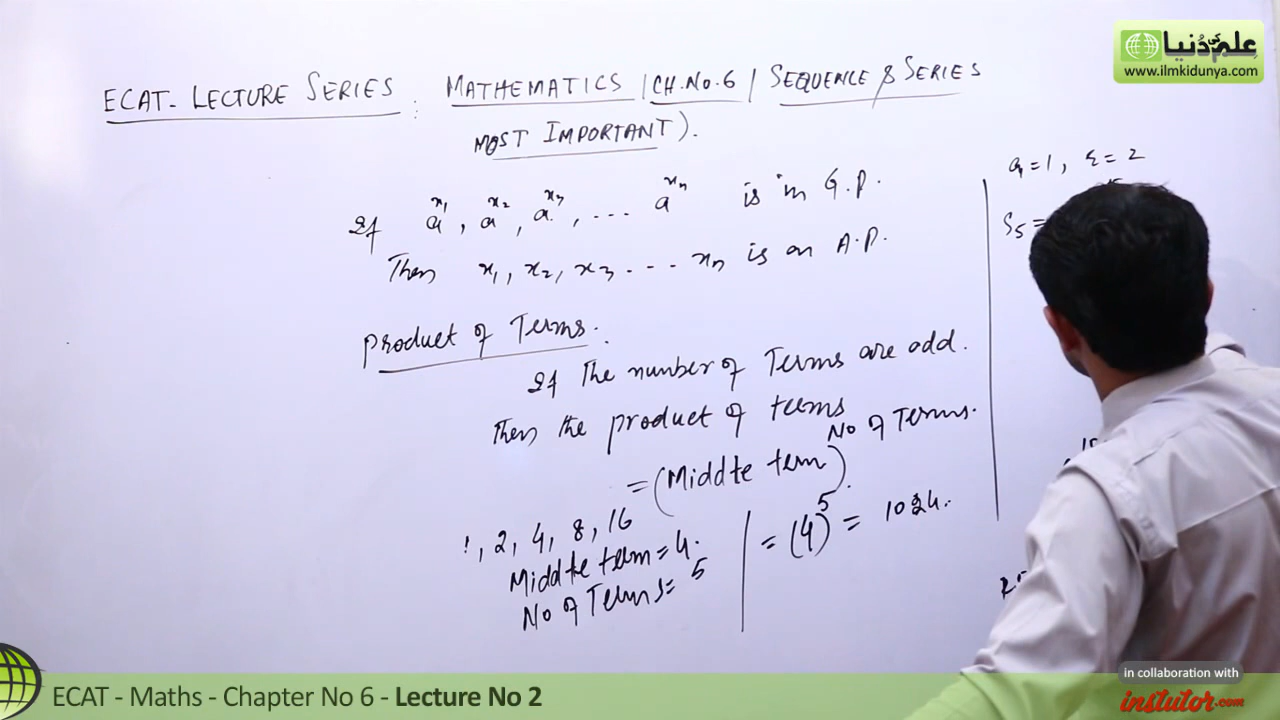 علم کی دُنیا
www.ilmkidunya.com
ECAT- LECTURE SERIES : MATHEMATICS / CH.NO.6 / SEQUENCE & SERIES
MOST IMPORTANT).
If a^x₁, a^x₂, a^x₃, ... a^xₙ is in G.P.
Then x₁, x₂, x₃ .... xₙ is an A.P.
product of Terms.
If The number of Terms are odd.
Then the product of terms
= (Middle term)^No of Terms.
1, 2, 4, 8, 16
Middle term = 4.
No of Terms = 5
= (4)^5 = 1024.
a₁ = 1, r = 2
S₅ =
ECAT - Maths - Chapter No 6 - Lecture No 2
in collaboration with
instutor.com